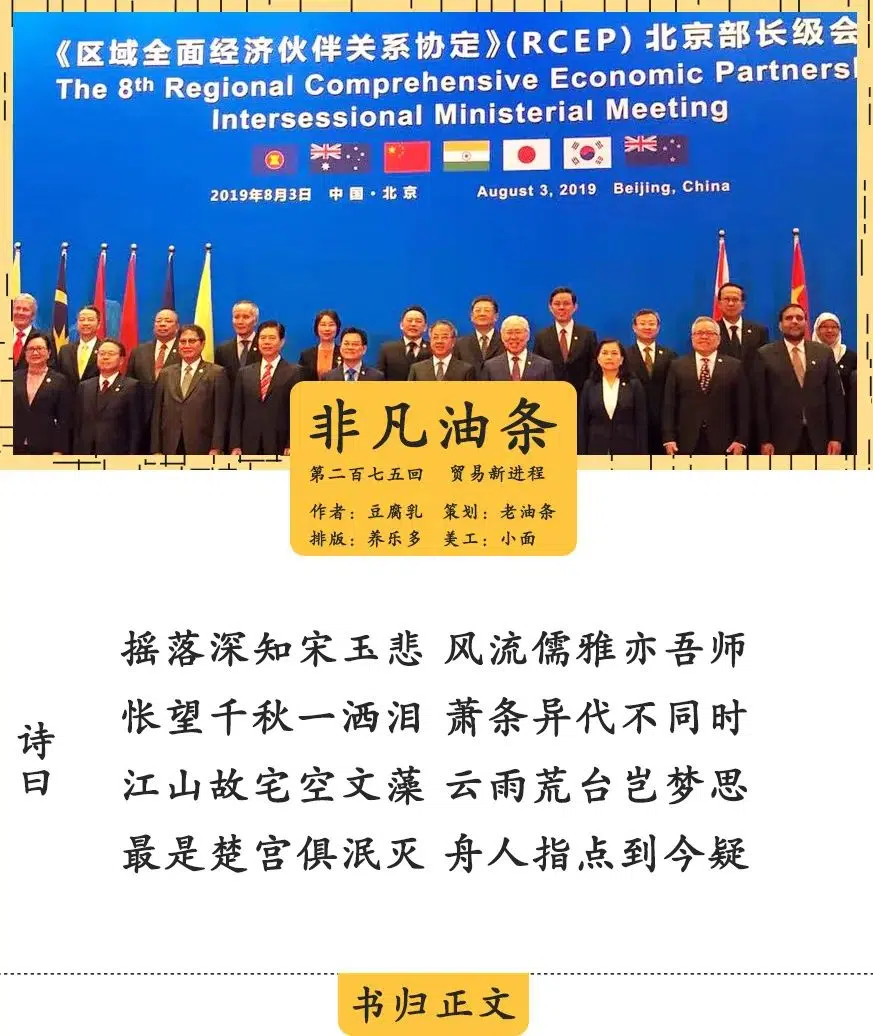 《区域全面经济伙伴关系协定》(RCEP) 北京部长级会
The 8th Regional Comprehensive Economic Partnersh
Intersessional Ministerial Meeting
2019年8月3日 中国·北京 August 3, 2019 Beijing, China
非凡油条
第二百七五回 贸易新进程
作者：豆腐乳 策划：老油条
排版：养乐多 美工：小面
诗曰
摇落深知宋玉悲 风流儒雅亦吾师
怅望千秋一洒泪 萧条异代不同时
江山故宅空文藻 云雨荒台岂梦思
最是楚宫俱泯灭 舟人指点到今疑
书归正文